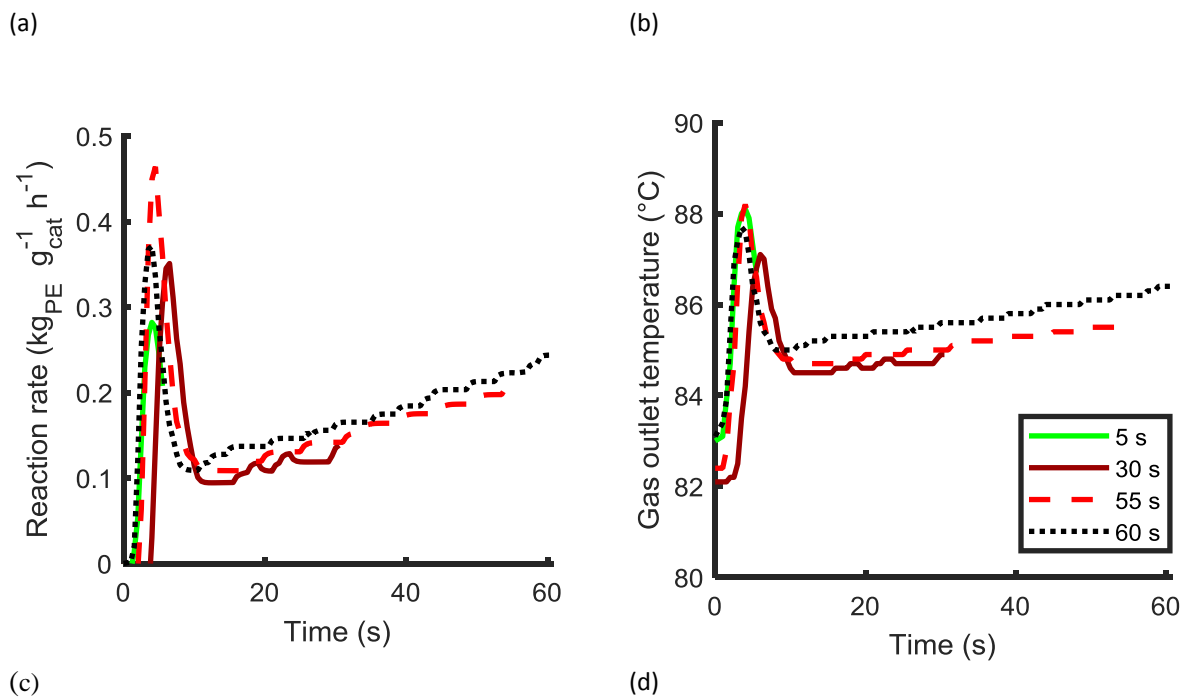 (a)
(b)
0.5
0.4
0.3
0.2
0.1
0
Reaction rate (kg_PE g_cat^-1 h^-1)
0 20 40 60
Time (s)
90
88
86
84
82
80
Gas outlet temperature (°C)
5 s
30 s
55 s
60 s
0 20 40 60
Time (s)
(c)
(d)